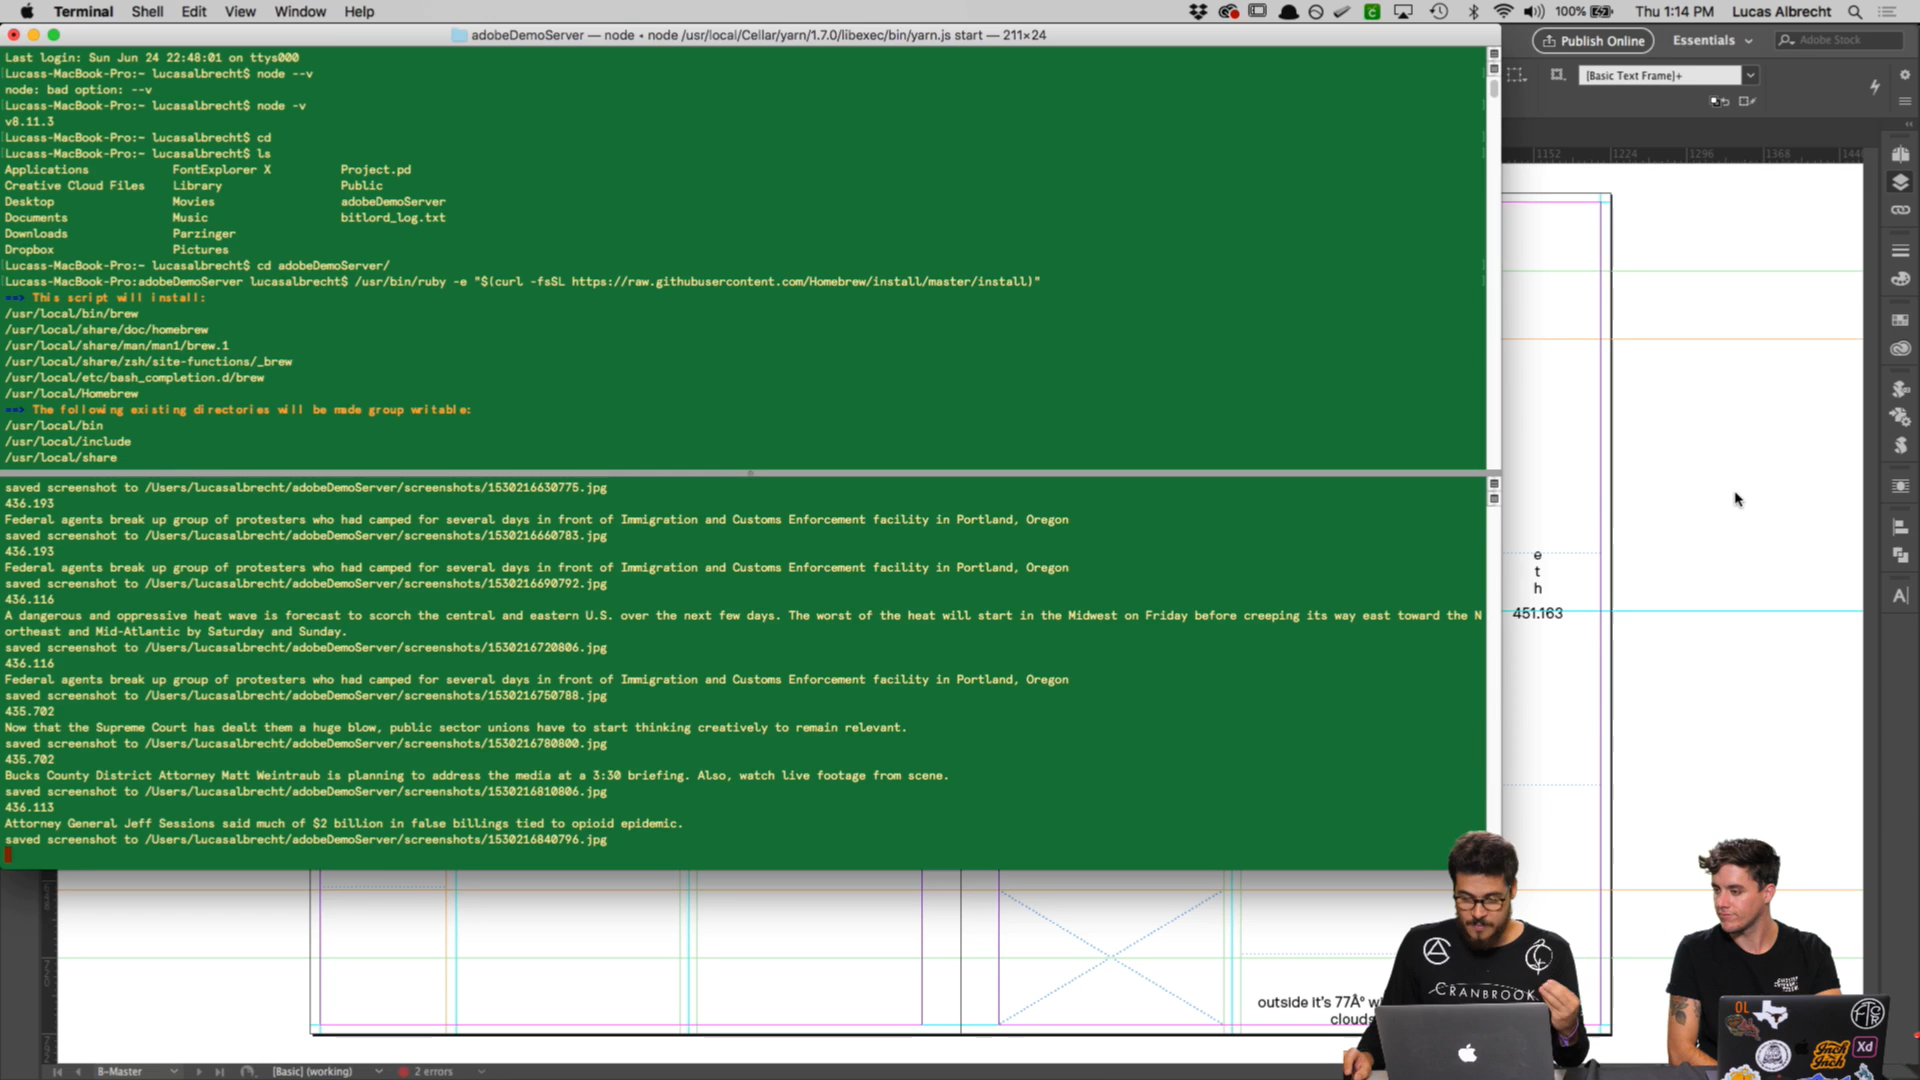 Terminal Shell Edit View Window Help 100% Thu 1:14 PM Lucas Albrecht
adobeDemoServer — node • node /usr/local/Cellar/yarn/1.7.0/libexec/bin/yarn.js start — 211×24
Publish Online Essentials Adobe Stock
[Basic Text Frame]+
Last login: Sun Jun 24 22:48:01 on ttys000
Lucass-MacBook-Pro:~ lucasalbrecht$ node --v
node: bad option: --v
Lucass-MacBook-Pro:~ lucasalbrecht$ node -v
v8.11.3
Lucass-MacBook-Pro:~ lucasalbrecht$ cd
Lucass-MacBook-Pro:~ lucasalbrecht$ ls
Applications FontExplorer X Project.pd
Creative Cloud Files Library Public
Desktop Movies adobeDemoServer
Documents Music bitlord_log.txt
Downloads Parzinger
Dropbox Pictures
Lucass-MacBook-Pro:~ lucasalbrecht$ cd adobeDemoServer/
Lucass-MacBook-Pro:adobeDemoServer lucasalbrecht$ /usr/bin/ruby -e "$(curl -fsSL https://raw.githubusercontent.com/Homebrew/install/master/install)"
==> This script will install:
/usr/local/bin/brew
/usr/local/share/doc/homebrew
/usr/local/share/man/man1/brew.1
/usr/local/share/zsh/site-functions/_brew
/usr/local/etc/bash_completion.d/brew
/usr/local/Homebrew
==> The following existing directories will be made group writable:
/usr/local/bin
/usr/local/include
/usr/local/share
saved screenshot to /Users/lucasalbrecht/adobeDemoServer/screenshots/1530216630775.jpg
436.193
Federal agents break up group of protesters who had camped for several days in front of Immigration and Customs Enforcement facility in Portland, Oregon
saved screenshot to /Users/lucasalbrecht/adobeDemoServer/screenshots/1530216660783.jpg
436.193
Federal agents break up group of protesters who had camped for several days in front of Immigration and Customs Enforcement facility in Portland, Oregon
saved screenshot to /Users/lucasalbrecht/adobeDemoServer/screenshots/1530216690792.jpg
436.116
A dangerous and oppressive heat wave is forecast to scorch the central and eastern U.S. over the next few days. The worst of the heat will start in the Midwest on Friday before creeping its way east toward the N
ortheast and Mid-Atlantic by Saturday and Sunday.
saved screenshot to /Users/lucasalbrecht/adobeDemoServer/screenshots/1530216720806.jpg
436.116
Federal agents break up group of protesters who had camped for several days in front of Immigration and Customs Enforcement facility in Portland, Oregon
saved screenshot to /Users/lucasalbrecht/adobeDemoServer/screenshots/1530216750788.jpg
435.702
Now that the Supreme Court has dealt them a huge blow, public sector unions have to start thinking creatively to remain relevant.
saved screenshot to /Users/lucasalbrecht/adobeDemoServer/screenshots/1530216780800.jpg
435.702
Bucks County District Attorney Matt Weintraub is planning to address the media at a 3:30 briefing. Also, watch live footage from scene.
saved screenshot to /Users/lucasalbrecht/adobeDemoServer/screenshots/1530216810806.jpg
436.113
Attorney General Jeff Sessions said much of $2 billion in false billings tied to opioid epidemic.
saved screenshot to /Users/lucasalbrecht/adobeDemoServer/screenshots/1530216840796.jpg
1152 1224 1296 1368 144
e
t
h
451.163
outside it's 77Â° w
clouds
CRANBROOK
OL
Xd
B-Master [Basic] (working) 2 errors